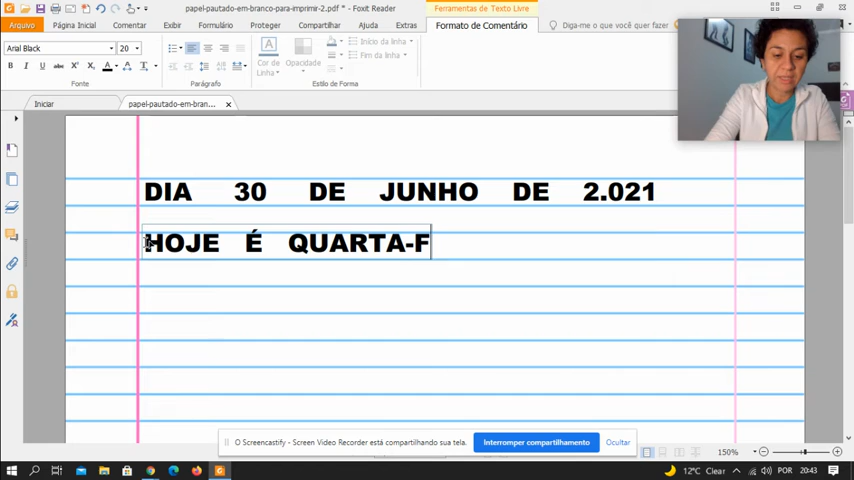 papel-pautado-em-branco-para-imprimir-2.pdf * - Foxit Reader
Ferramentas de Texto Livre
Arquivo Página Inicial Comentar Exibir Formulário Proteger Compartilhar Ajuda Extras Formato de Comentário Diga-me o que você quer fazer
Arial Black 20
Início da linha
Fim da linha
Cor de Linha
Opacidade
Fonte Parágrafo Estilo de Forma
Iniciar papel-pautado-em-bran...
DIA 30 DE JUNHO DE 2.021
HOJE É QUARTA-F
O Screencastify - Screen Video Recorder está compartilhando sua tela. Interromper compartilhamento Ocultar
150%
12°C Clear POR 20:43